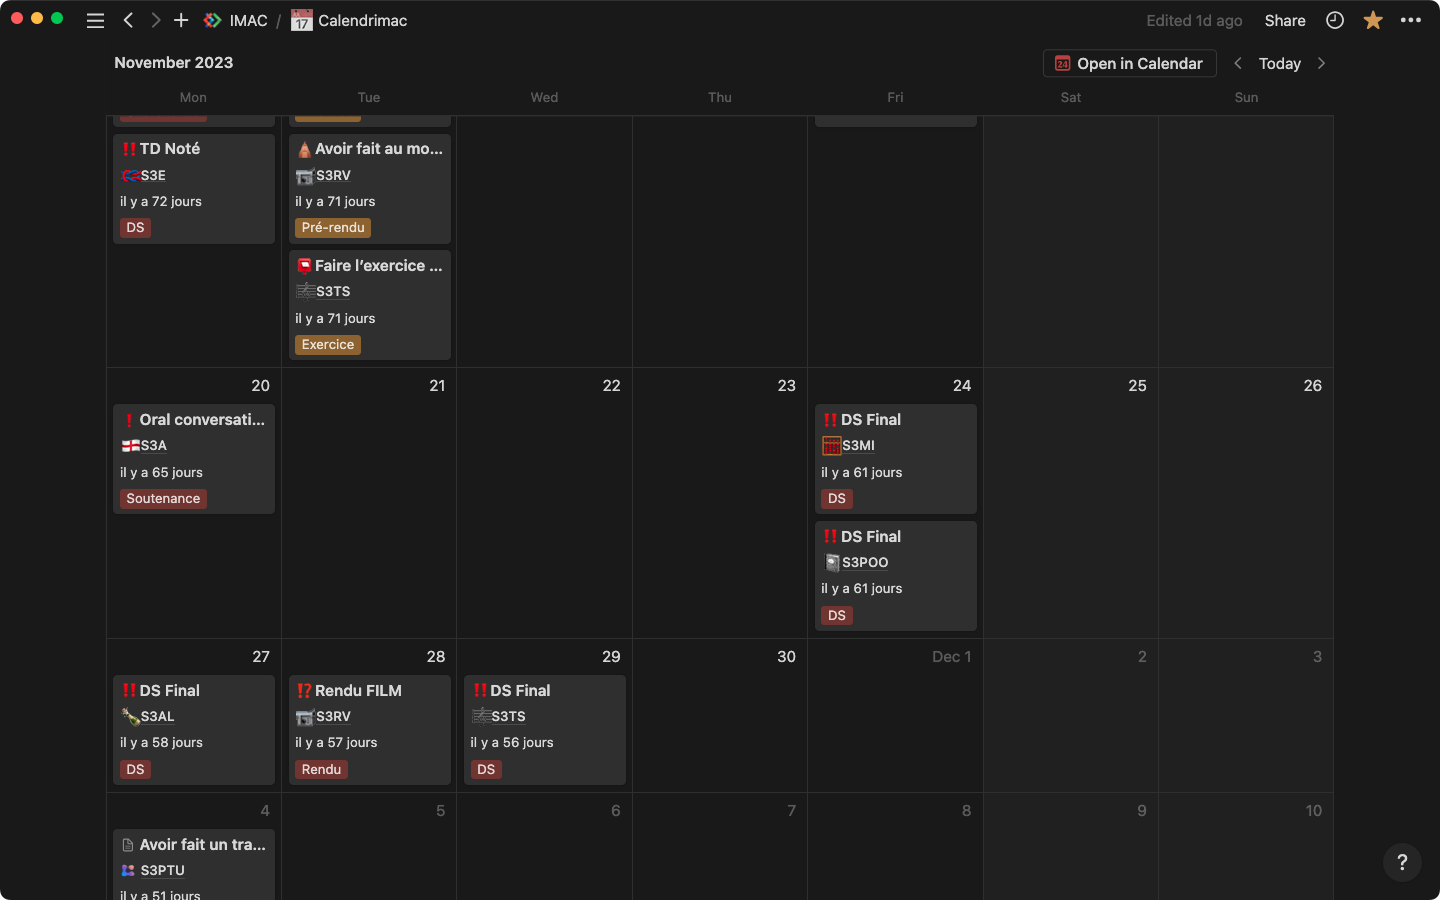 IMAC / 17 Calendrimac
Edited 1d ago Share
November 2023
24 Open in Calendar Today
Mon Tue Wed Thu Fri Sat Sun
!! TD Noté
S3E
il y a 72 jours
DS
Avoir fait au mo...
S3RV
il y a 71 jours
Pré-rendu
Faire l’exercice ...
S3TS
il y a 71 jours
Exercice
20 21 22 23 24 25 26
! Oral conversati...
S3A
il y a 65 jours
Soutenance
!! DS Final
S3MI
il y a 61 jours
DS
!! DS Final
S3POO
il y a 61 jours
DS
27 28 29 30 Dec 1 2 3
!! DS Final
S3AL
il y a 58 jours
DS
!? Rendu FILM
S3RV
il y a 57 jours
Rendu
!! DS Final
S3TS
il y a 56 jours
DS
4 5 6 7 8 9 10
Avoir fait un tra...
S3PTU
il y a 51 jours
?